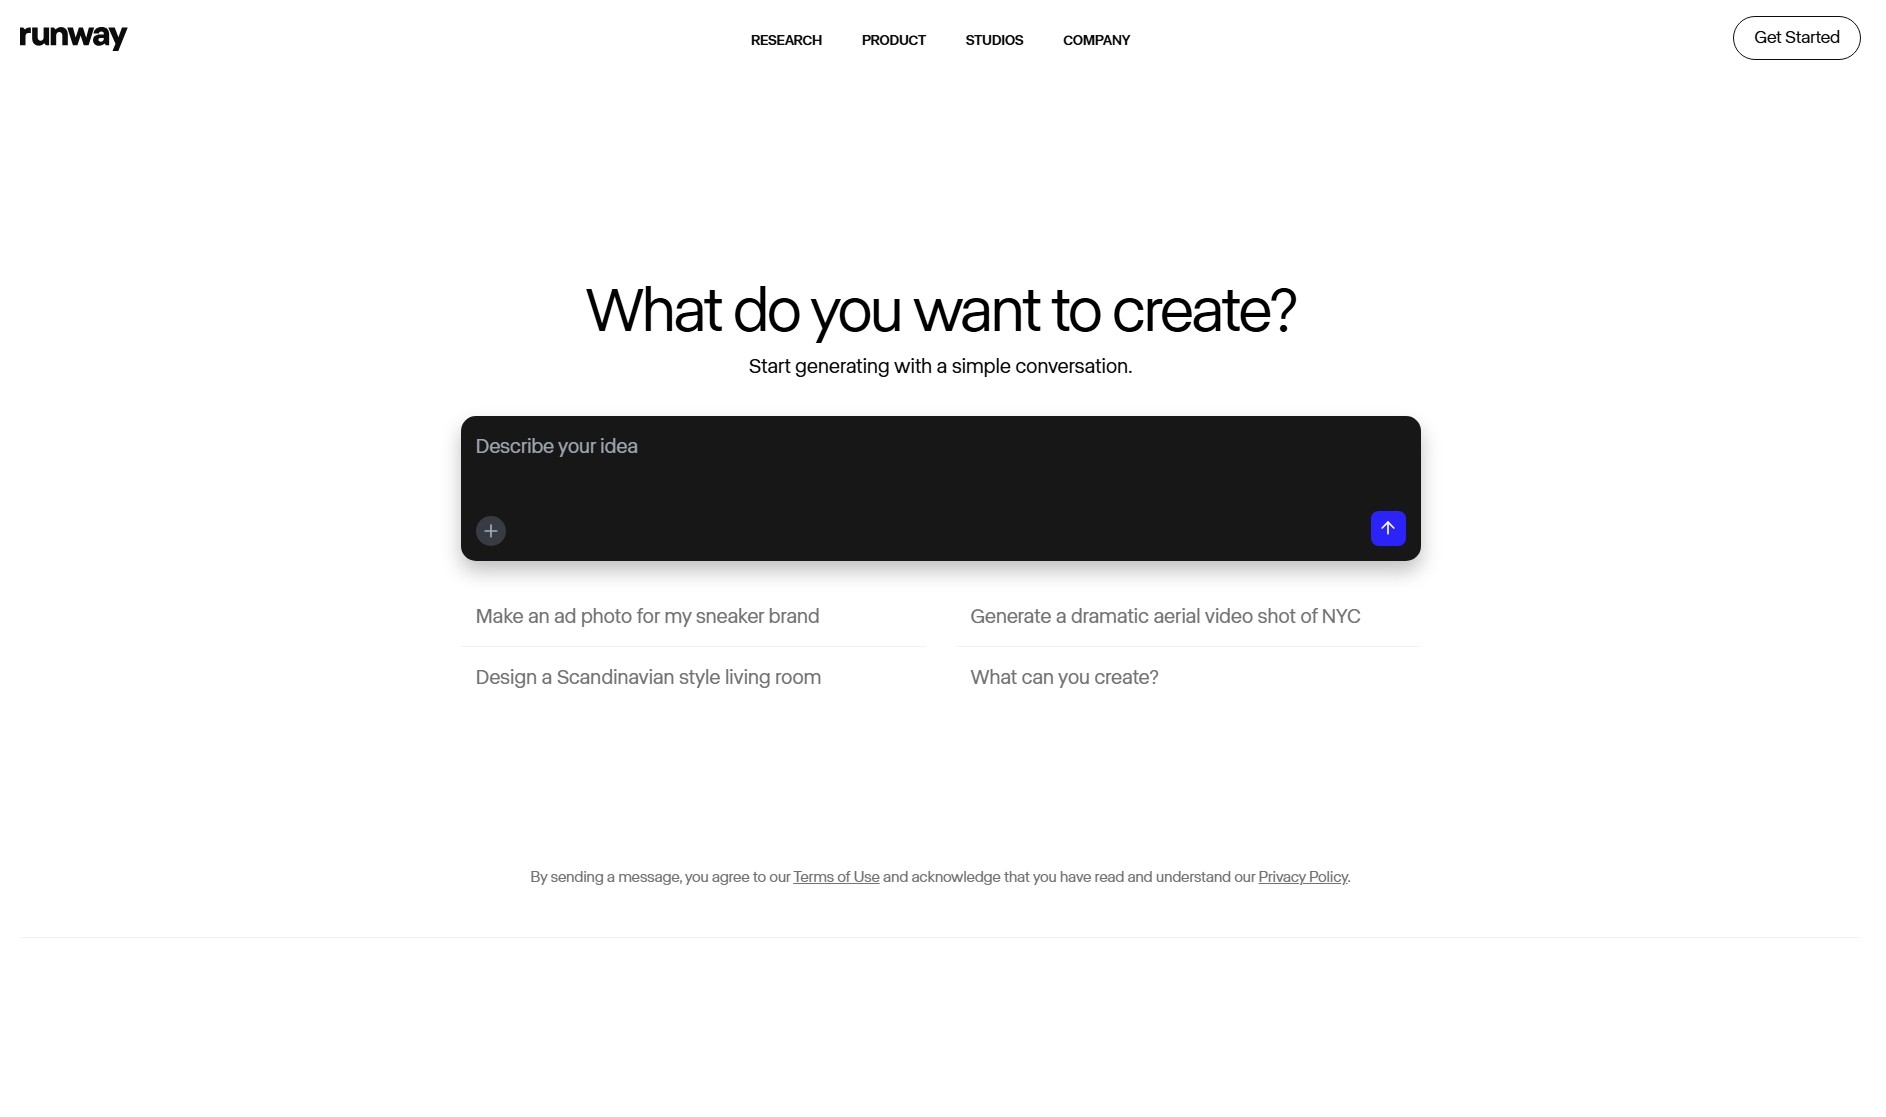 runway
RESEARCH
PRODUCT
STUDIOS
COMPANY
Get Started
What do you want to create?
Start generating with a simple conversation.
Describe your idea
Make an ad photo for my sneaker brand
Generate a dramatic aerial video shot of NYC
Design a Scandinavian style living room
What can you create?
By sending a message, you agree to our Terms of Use and acknowledge that you have read and understand our Privacy Policy.